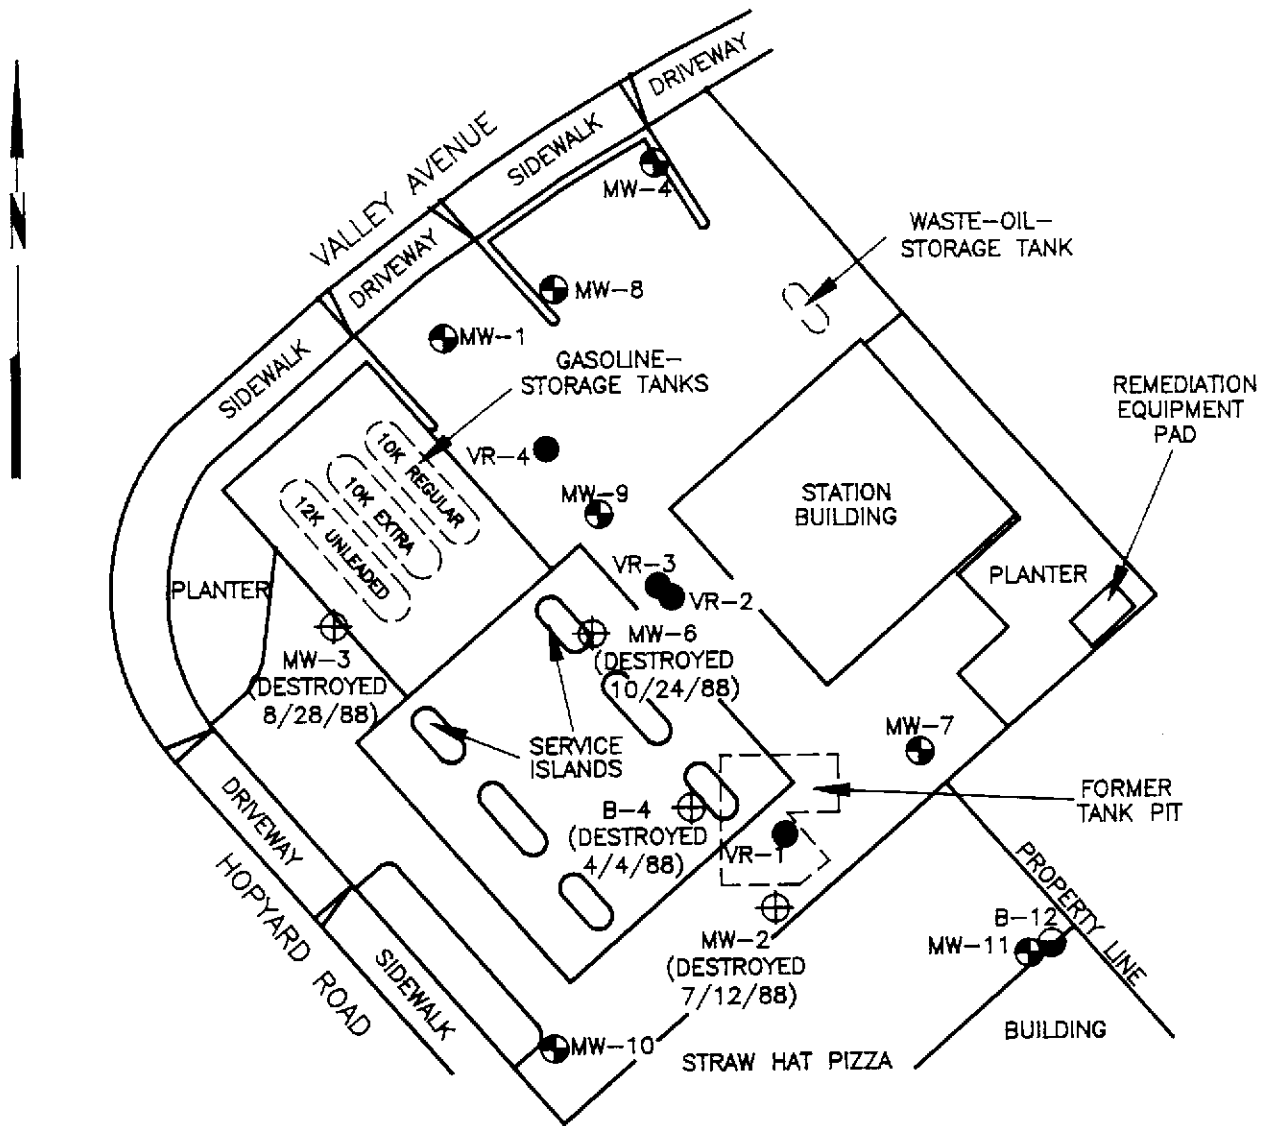 DRIVEWAY
VALLEY AVENUE
SIDEWALK
MW-4
N
WASTE-OIL-
STORAGE TANK
DRIVEWAY
MW-8
MW-1
SIDEWALK
GASOLINE-
STORAGE TANKS
REMEDIATION
EQUIPMENT
PAD
10K REGULAR
VR-4
10K EXTRA
MW-9
STATION
BUILDING
12K UNLEADED
VR-3
PLANTER
PLANTER
VR-2
MW-3
(DESTROYED
8/28/88)
MW-6
(DESTROYED
10/24/88)
MW-7
SERVICE
ISLANDS
DRIVEWAY
B-4
(DESTROYED
4/4/88)
FORMER
TANK PIT
VR-1
HOPYARD ROAD
PROPERTY LINE
B-12
MW-11
MW-2
(DESTROYED
7/12/88)
SIDEWALK
BUILDING
MW-10
STRAW HAT PIZZA